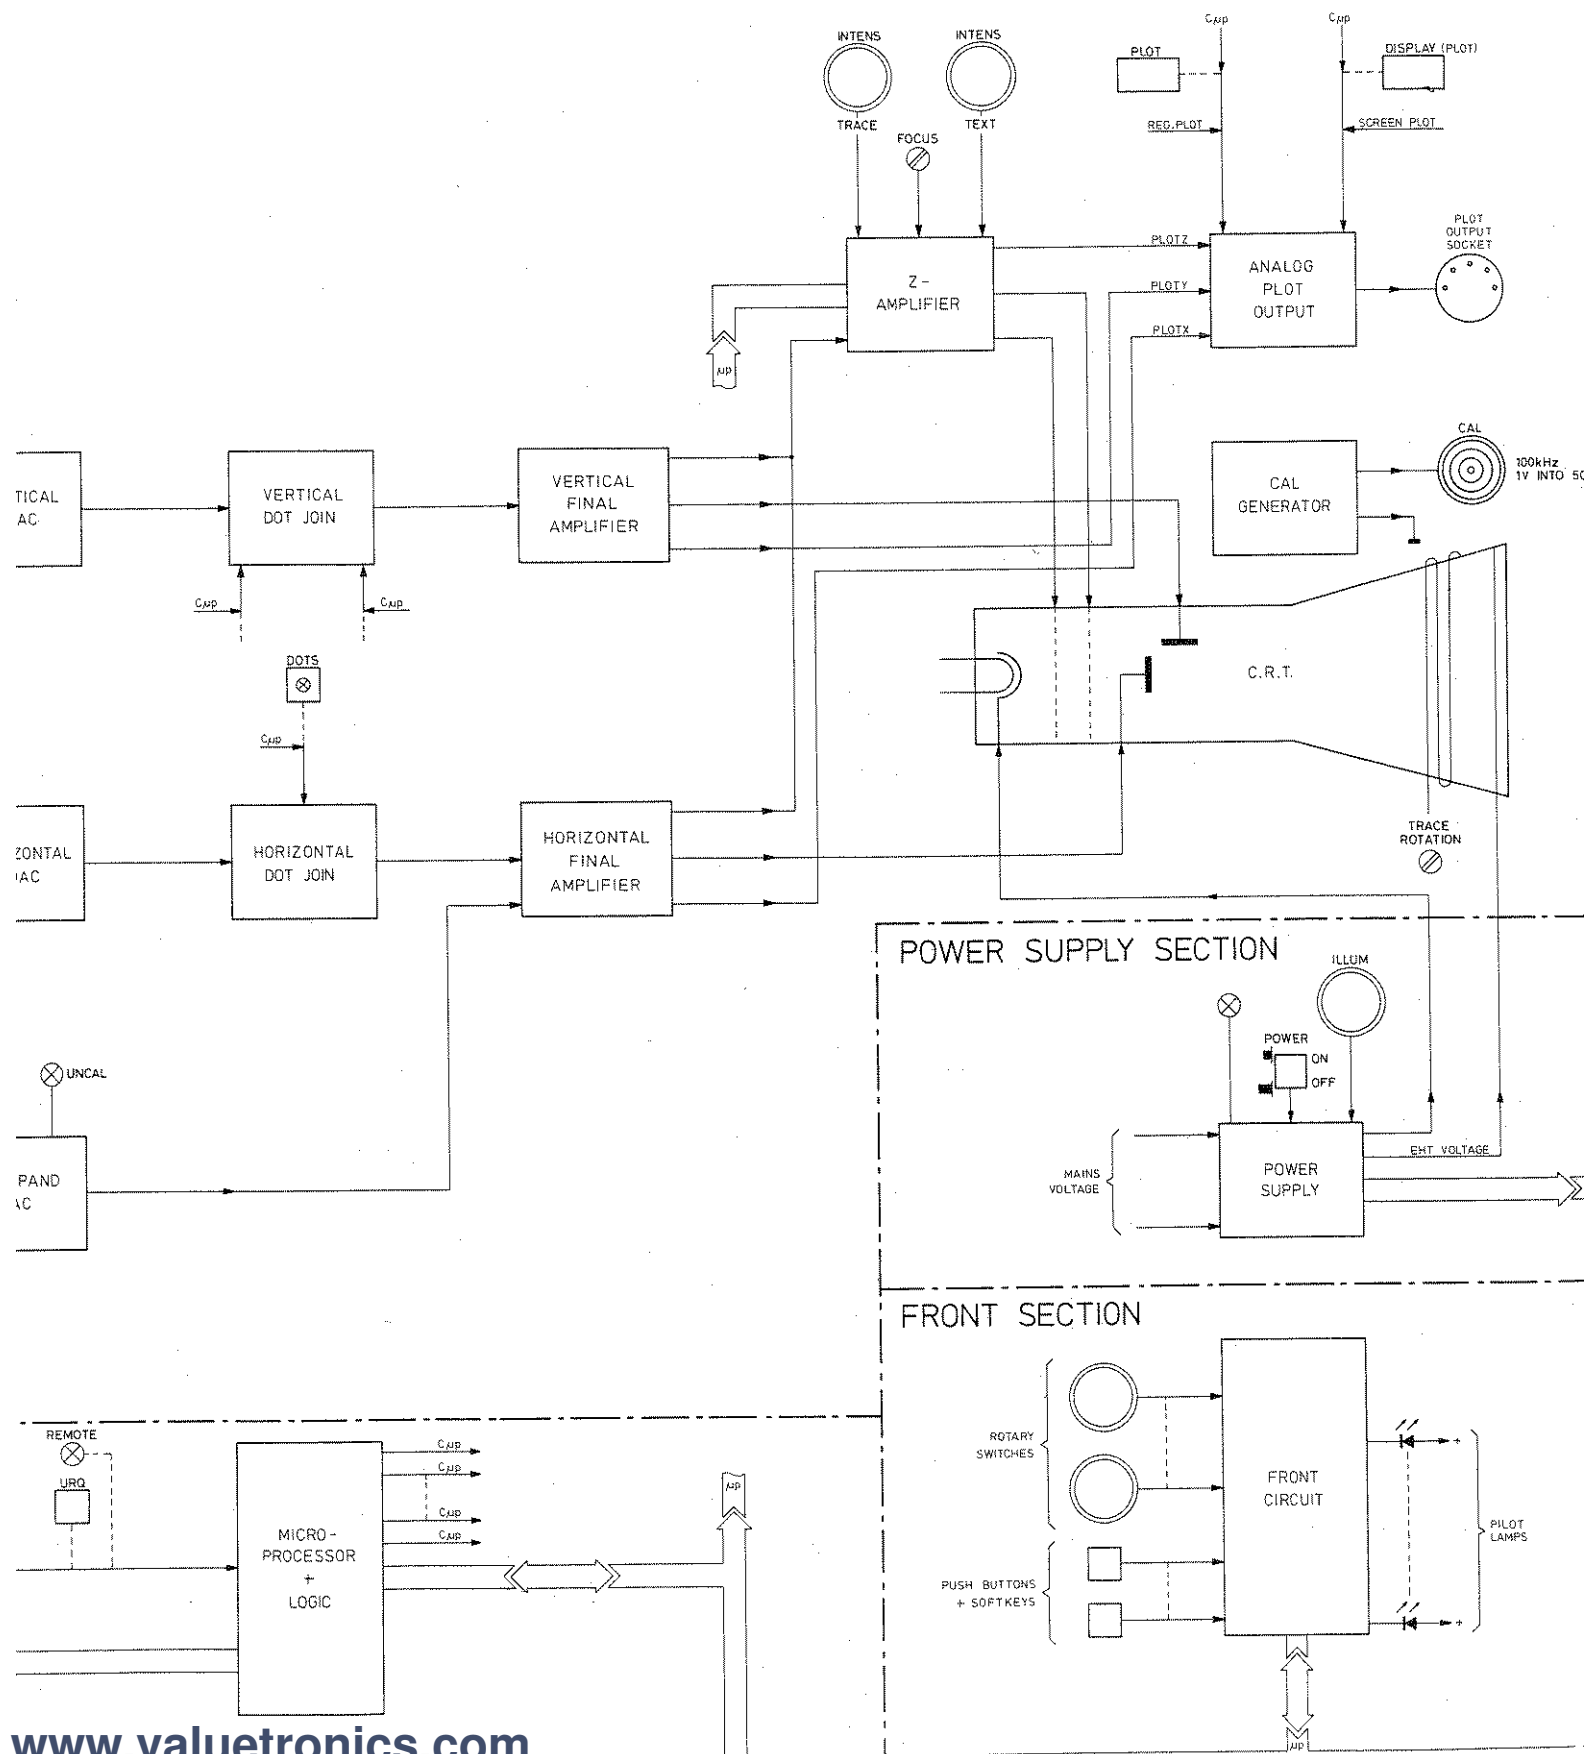 INTENS
INTENS
TRACE
TEXT
FOCUS
Cµp
Cµp
PLOT
DISPLAY (PLOT)
REG.PLOT
SCREEN PLOT
Z-
AMPLIFIER
PLOTZ
PLOTY
PLOTX
ANALOG
PLOT
OUTPUT
PLOT
OUTPUT
SOCKET
µp
TICAL
AC
VERTICAL
DOT JOIN
VERTICAL
FINAL
AMPLIFIER
CAL
GENERATOR
CAL
100kHz
1V INTO 50
Cµp
Cµp
DOTS
Cµp
C.R.T.
ZONTAL
AC
HORIZONTAL
DOT JOIN
HORIZONTAL
FINAL
AMPLIFIER
TRACE
ROTATION
POWER SUPPLY SECTION
ILLUM
POWER
ON
OFF
UNCAL
PAND
AC
MAINS
VOLTAGE
POWER
SUPPLY
EHT VOLTAGE
FRONT SECTION
ROTARY
SWITCHES
FRONT
CIRCUIT
PILOT
LAMPS
PUSH BUTTONS
+ SOFTKEYS
+
+
µp
REMOTE
URQ
MICRO-
PROCESSOR
+
LOGIC
Cµp
Cµp
Cµp
Cµp
µp
www.valuetronics.com